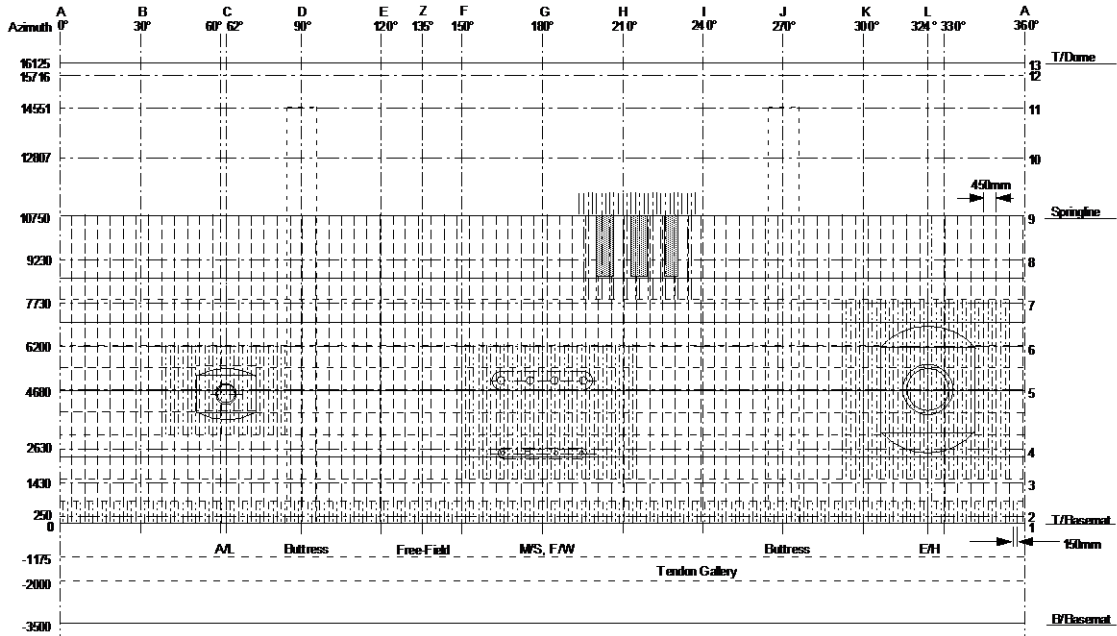 A B C D E Z F G H I J K L A
Azimuth 0° 30° 60° 62° 90° 120° 135° 150° 180° 210° 240° 270° 300° 324° 330° 360°
16125 13 T/Dome
15716 12
14551 11
12807 10
450mm
10750 9 Springline
9230 8
7730 7
6200 6
4680 5
2630 4
1430 3
250 2 T/Basemat
0 1
A/L Buttress Free-Field M/S, F/W Buttress E/H 150mm
-1175
Tendon Gallery
-2000
-3500 B/Basemat